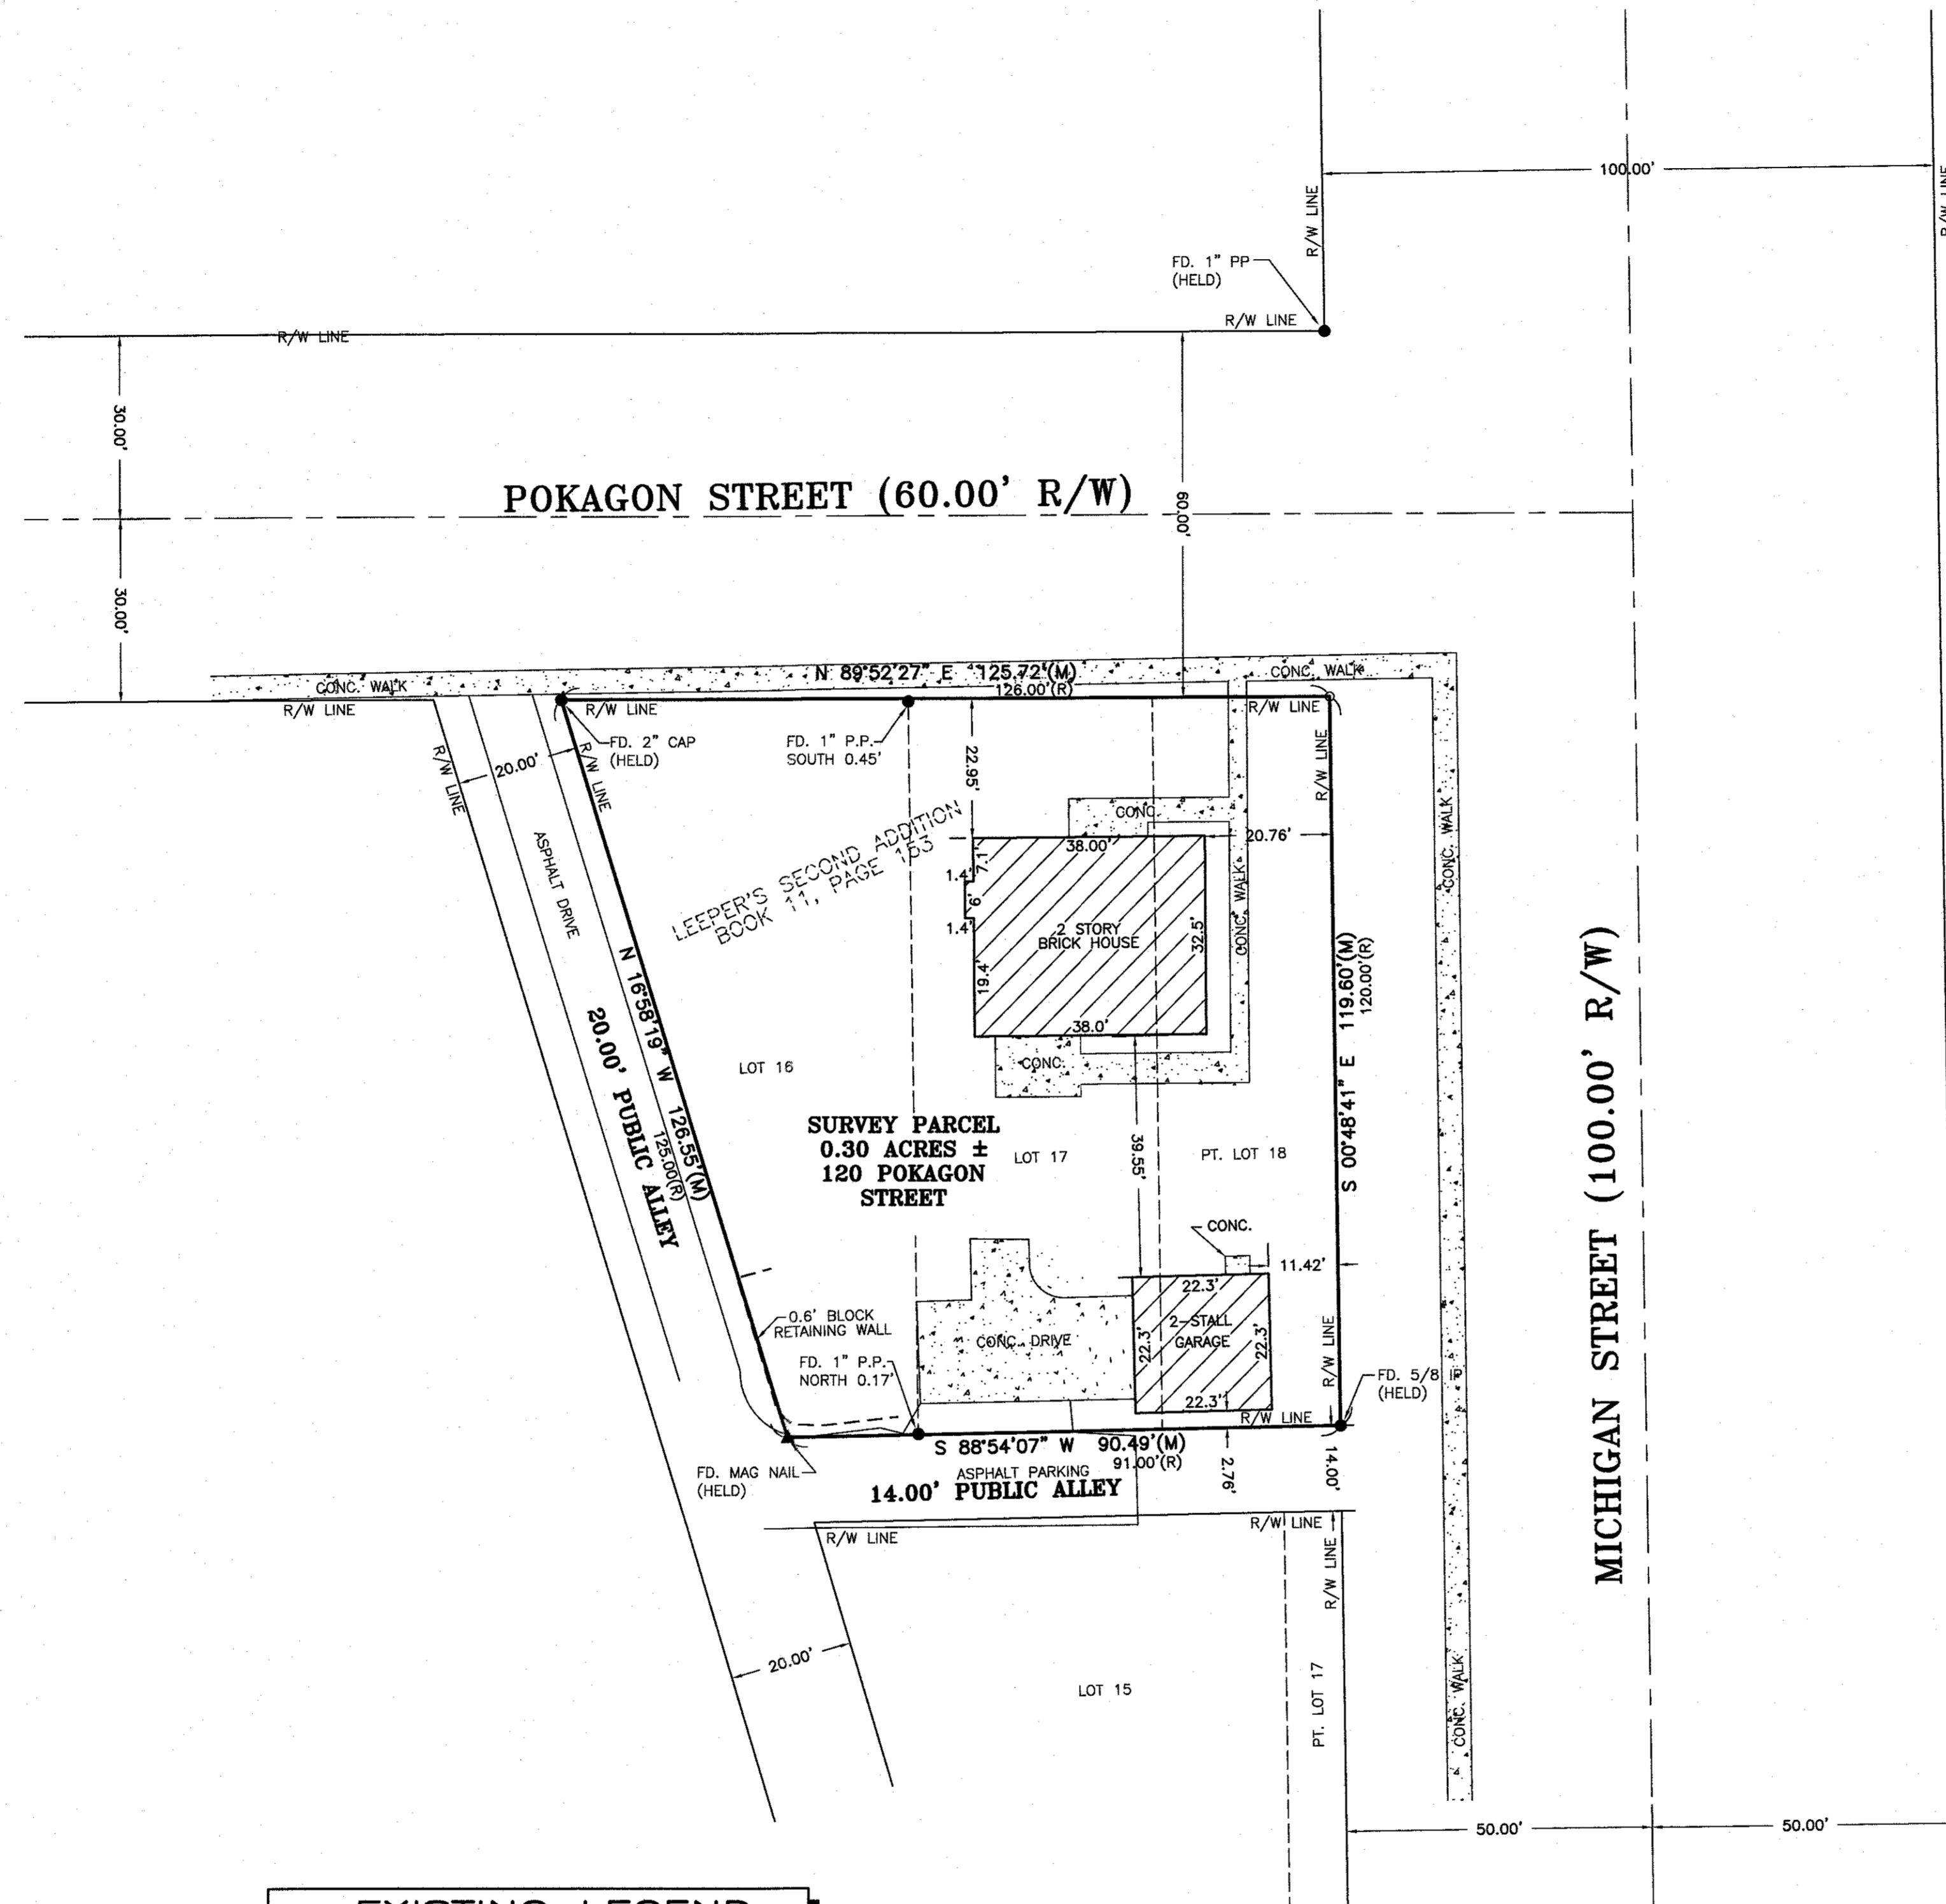 100.00'
R/W LINE
R/W LINE
FD. 1" PP
(HELD)
R/W LINE
R/W LINE
30.00'
POKAGON STREET (60.00' R/W)
60.00'
30.00'
CONC. WALK
N 89°52'27" E 125.72'(M)
126.00'(R)
CONC. WALK
R/W LINE
R/W LINE
R/W LINE
FD. 2" CAP
(HELD)
FD. 1" P.P.
SOUTH 0.45'
20.00'
R/W LINE
R/W LINE
R/W LINE
22.95'
CONC.
20.76'
38.00'
LEEPER'S SECOND ADDITION
BOOK 11, PAGE 153
ASPHALT DRIVE
7.1'
1.4'
6'
1.4'
19.4'
2 STORY
BRICK HOUSE
32.5'
38.0'
CONC. WALK
CONC. WALK
CONC.
N 16°58'19" W 126.55'(M)
125.00(R)
20.00' PUBLIC ALLEY
S 00°48'41" E 119.60'(M)
120.00'(R)
MICHIGAN STREET (100.00' R/W)
LOT 16
SURVEY PARCEL
0.30 ACRES ±
120 POKAGON
STREET
LOT 17
39.55'
PT. LOT 18
CONC.
11.42'
22.3'
2-STALL
GARAGE
22.3'
22.3'
22.3'
0.6' BLOCK
RETAINING WALL
CONC. DRIVE
FD. 1" P.P.
NORTH 0.17'
R/W LINE
FD. 5/8 IP
(HELD)
R/W LINE
S 88°54'07" W 90.49'(M)
91.00'(R)
FD. MAG NAIL
(HELD)
ASPHALT PARKING
14.00' PUBLIC ALLEY
2.76'
14.00'
R/W LINE
R/W LINE
R/W LINE
20.00'
LOT 15
PT. LOT 17
CONC. WALK
50.00'
50.00'
EXISTING LEGEND